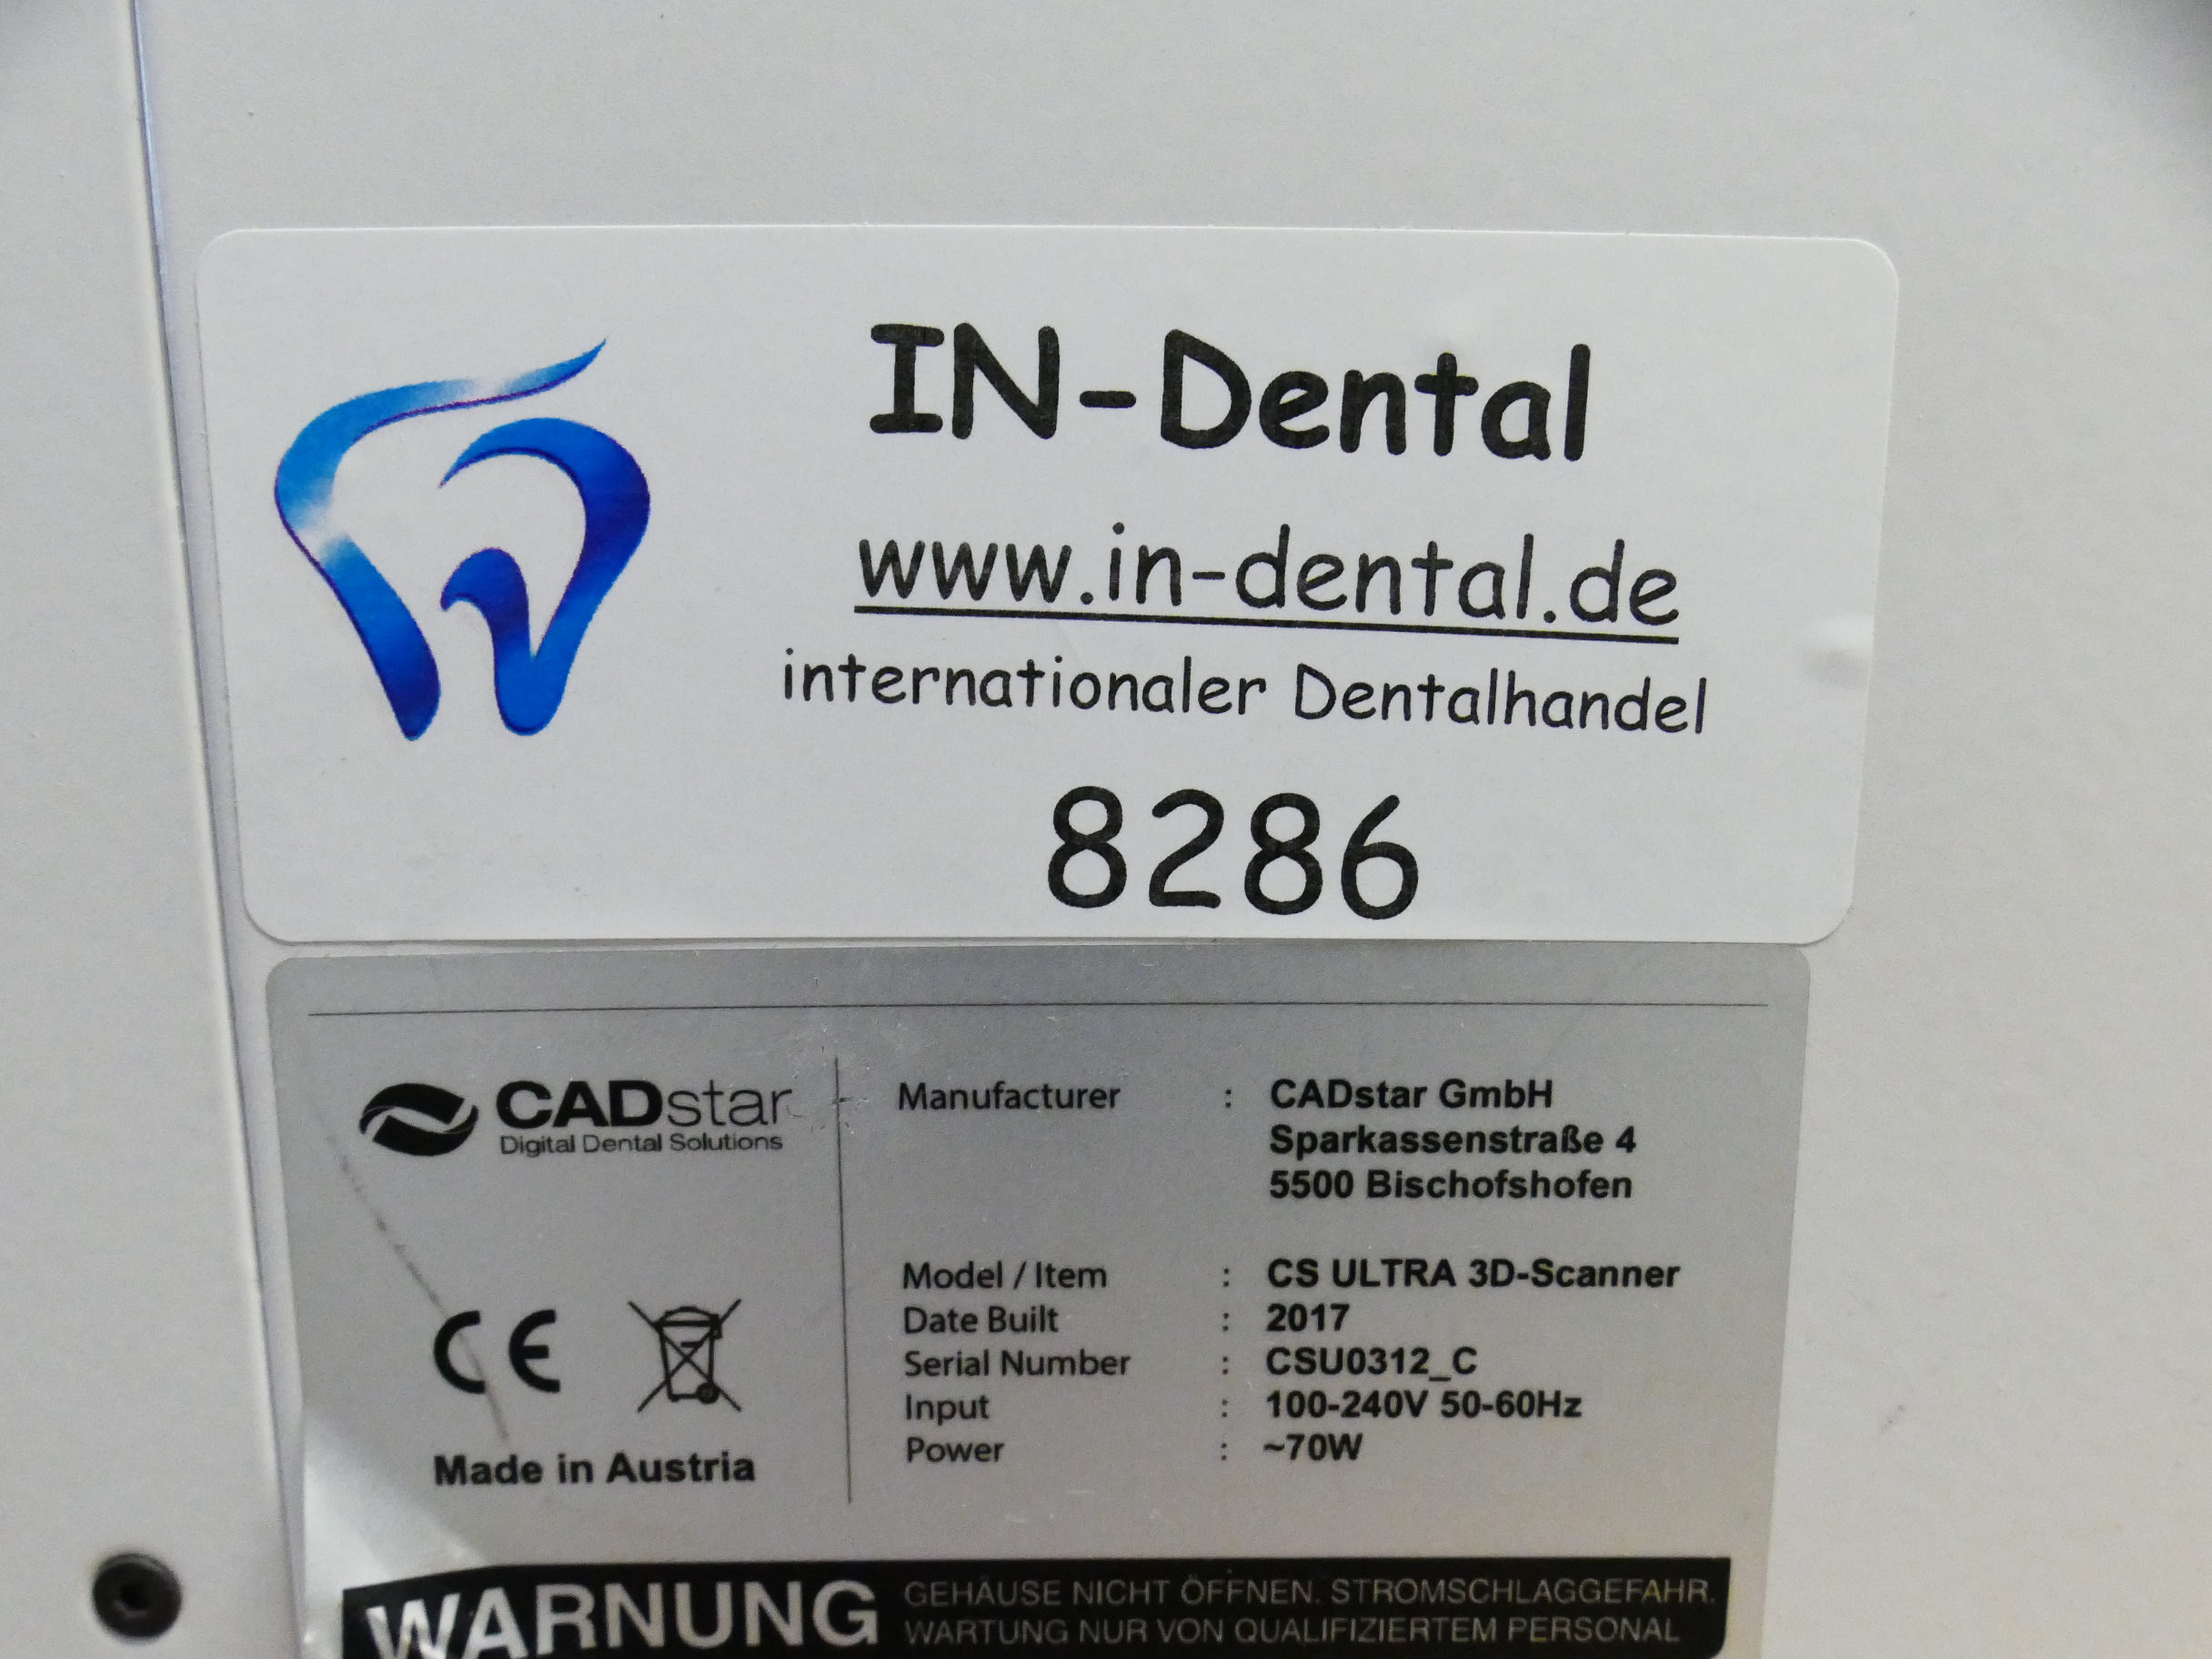 IN-Dental
www.in-dental.de
internationaler Dentalhandel
8286
CADstar
Digital Dental Solutions
CE
Made in Austria
Manufacturer : CADstar GmbH
Sparkassenstraße 4
5500 Bischofshofen
Model / Item : CS ULTRA 3D-Scanner
Date Built : 2017
Serial Number : CSU0312_C
Input : 100-240V 50-60Hz
Power : ~70W
WARNUNG
GEHÄUSE NICHT ÖFFNEN. STROMSCHLAGGEFAHR.
WARTUNG NUR VON QUALIFIZIERTEM PERSONAL